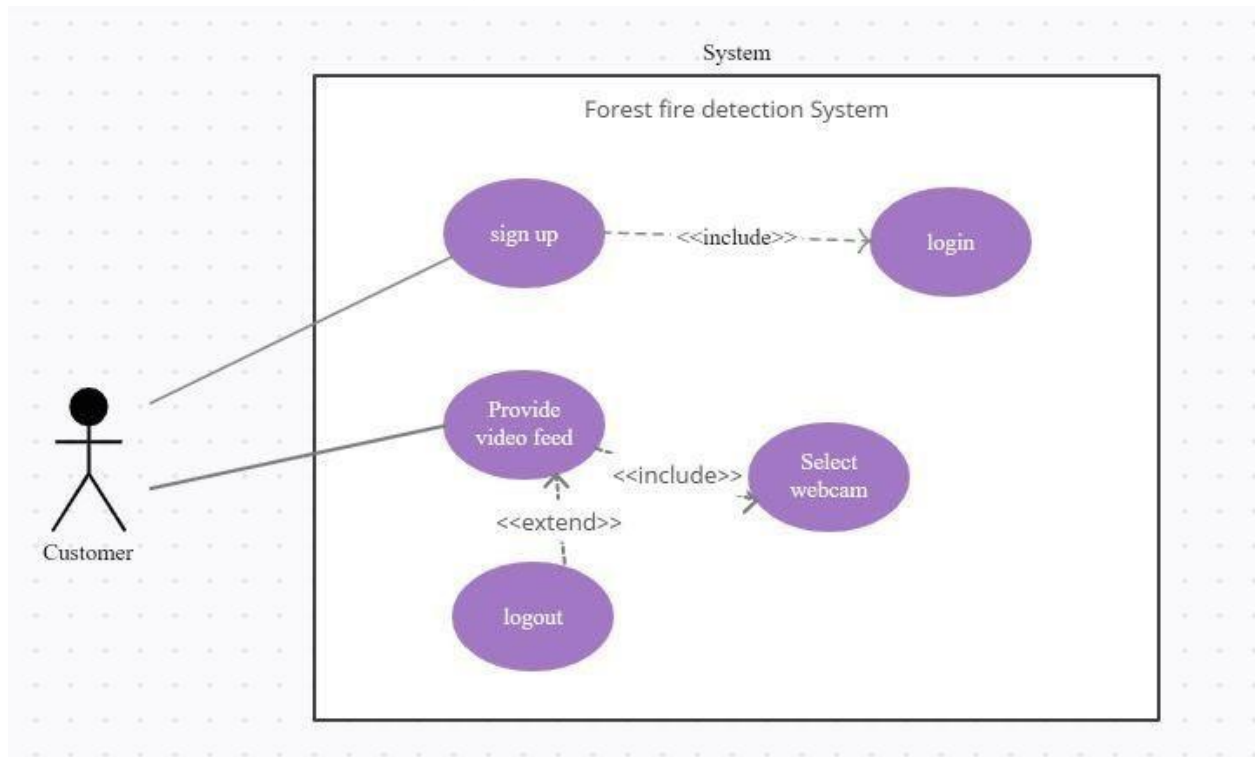 System
Forest fire detection System
sign up
<<include>>
login
Provide
video feed
<<include>>
Select
webcam
<<extend>>
logout
Customer